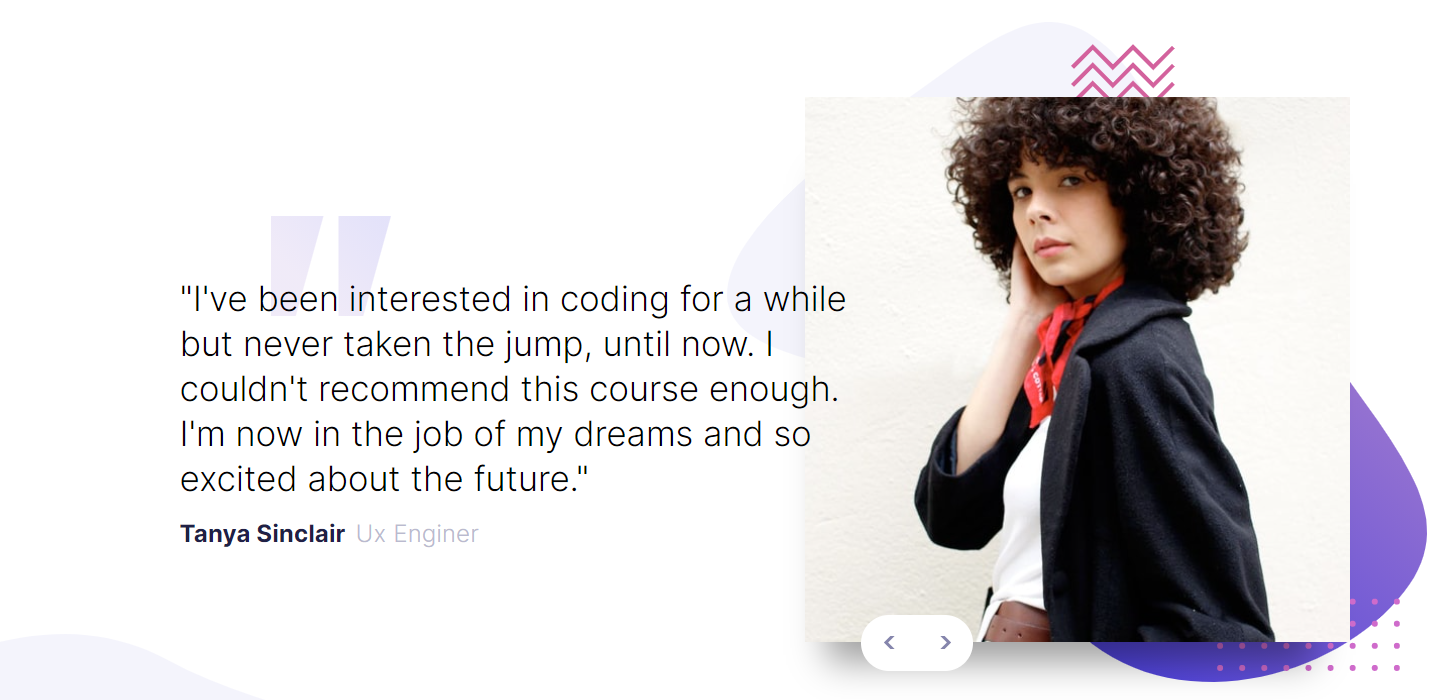 "I've been interested in coding for a while
but never taken the jump, until now. I
couldn't recommend this course enough.
I'm now in the job of my dreams and so
excited about the future."
Tanya Sinclair Ux Enginer